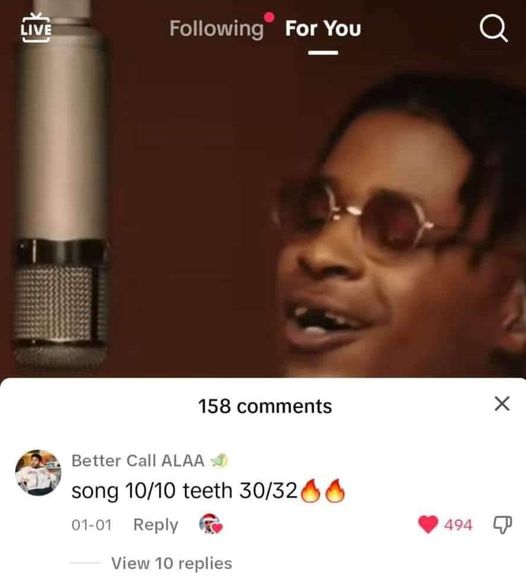 LIVE
Following For You
158 comments
Better Call ALAA
song 10/10 teeth 30/32🔥🔥
01-01 Reply
494
View 10 replies